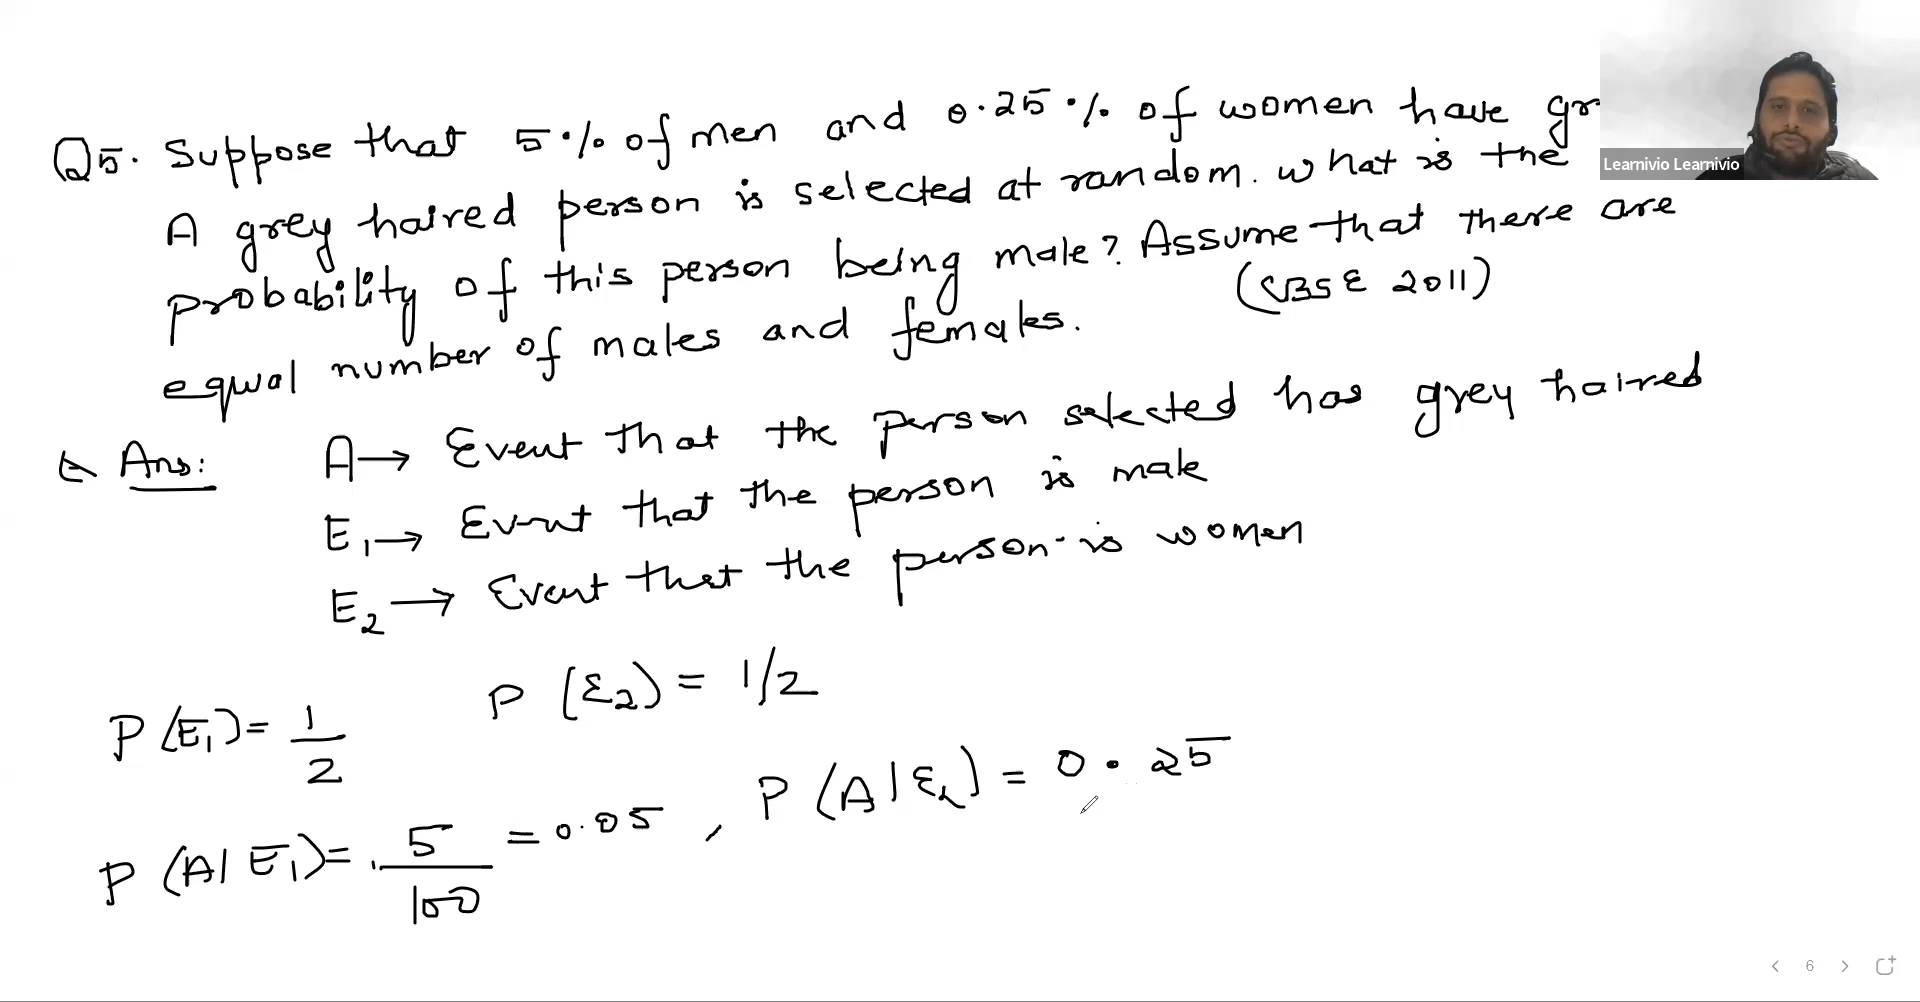 Q5. Suppose that 5% of men and 0.25% of women have
A grey haired person is selected at random. What is the
probability of this person being male? Assume that there are
equal number of males and females. (CBSE 2011)
Ans:
A → Event that the person selected has grey haired
E1 → Event that the person is male
E2 → Event that the person is women
P(E1) = 1/2 P(E2) = 1/2
P(A|E1) = 5/100 = 0.05 , P(A|E2) = 0.25
Learnivio Learnivio
6